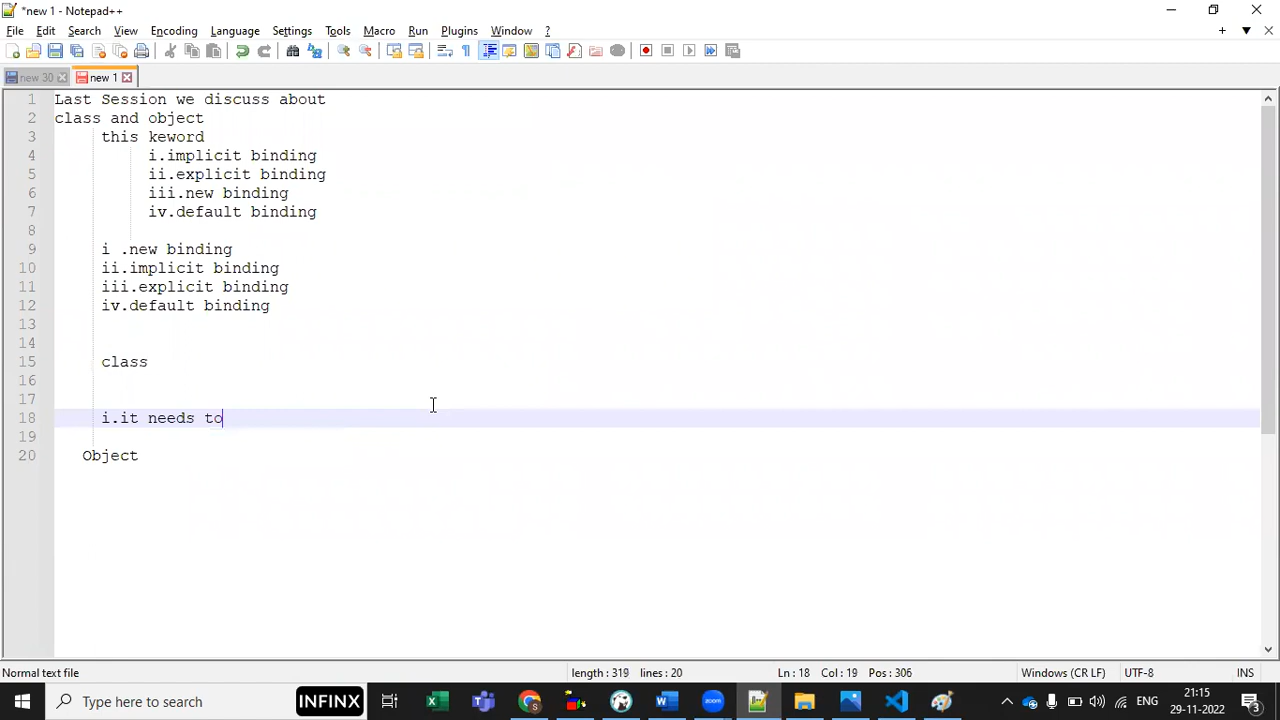 *new 1 - Notepad++
File Edit Search View Encoding Language Settings Tools Macro Run Plugins Window ?
new 30 new 1
1 Last Session we discuss about
2 class and object
3 this keword
4 i.implicit binding
5 ii.explicit binding
6 iii.new binding
7 iv.default binding
8
9 i .new binding
10 ii.implicit binding
11 iii.explicit binding
12 iv.default binding
13
14
15 class
16
17
18 i.it needs to
19
20 Object
Normal text file length : 319 lines : 20 Ln : 18 Col : 19 Pos : 306 Windows (CR LF) UTF-8 INS
Type here to search INFINX zoom ENG 21:15
29-11-2022 3